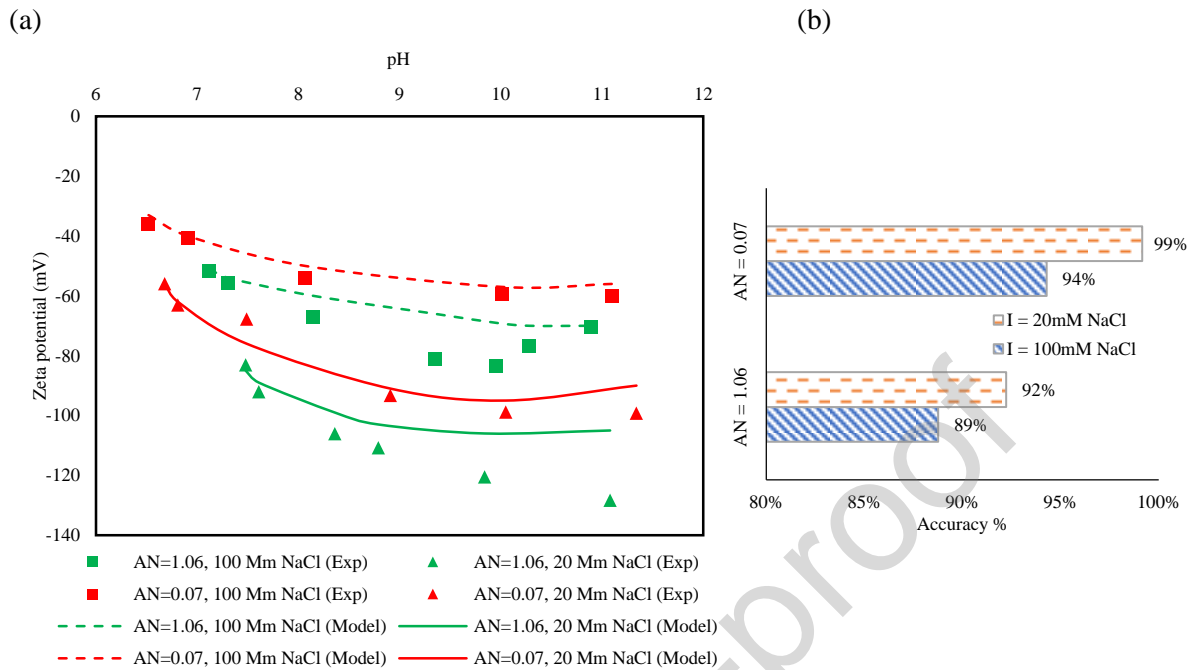 (a)
(b)
pH
6 7 8 9 10 11 12
0
-20
-40
-60
-80
-100
-120
-140
Zeta potential (mV)
AN=1.06, 100 Mm NaCl (Exp)
AN=1.06, 20 Mm NaCl (Exp)
AN=0.07, 100 Mm NaCl (Exp)
AN=0.07, 20 Mm NaCl (Exp)
AN=1.06, 100 Mm NaCl (Model)
AN=1.06, 20 Mm NaCl (Model)
AN=0.07, 100 Mm NaCl (Model)
AN=0.07, 20 Mm NaCl (Model)
AN = 0.07
99%
94%
I = 20mM NaCl
I = 100mM NaCl
AN = 1.06
92%
89%
80% 85% 90% 95% 100%
Accuracy %
proof